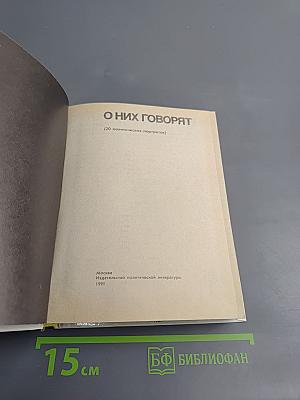 О НИХ ГОВОРЯТ
(20 политических портретов)
Москва
Издательство политической литературы
1991
15 см
БФ БИБЛИОФАН